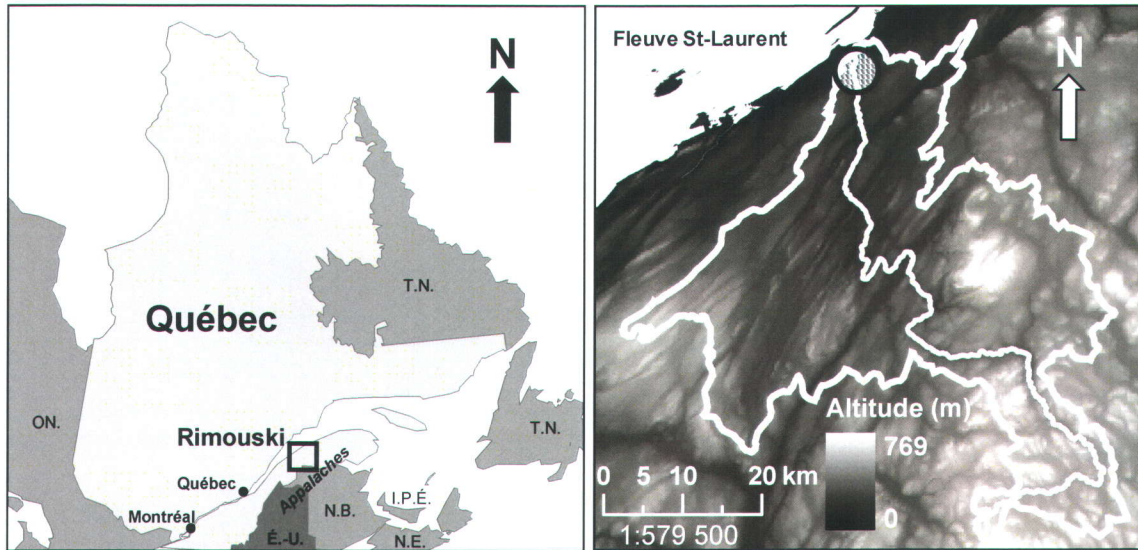 N
T.N.
Québec
ON.
T.N.
Rimouski
Appalaches
Québec
I.P.É.
Montréal
N.B.
É.-U.
N.E.
Fleuve St-Laurent
N
Altitude (m)
769
0
0 5 10 20 km
1:579 500